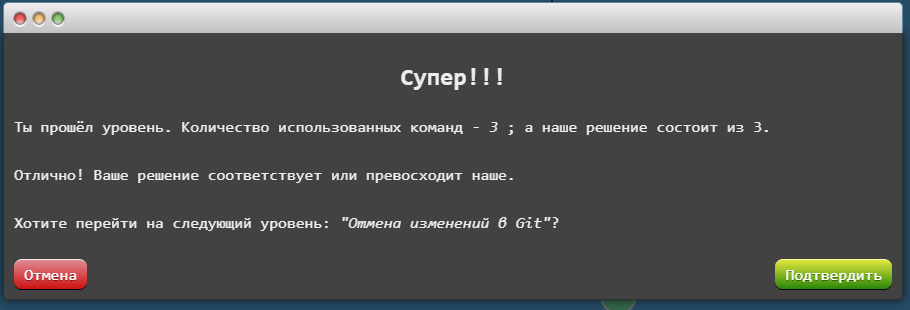 Супер!!!
Ты прошёл уровень. Количество использованных команд - 3 ; а наше решение состоит из 3.
Отлично! Ваше решение соответствует или превосходит наше.
Хотите перейти на следующий уровень: "Отмена изменений в Git"?
Отмена
Подтвердить